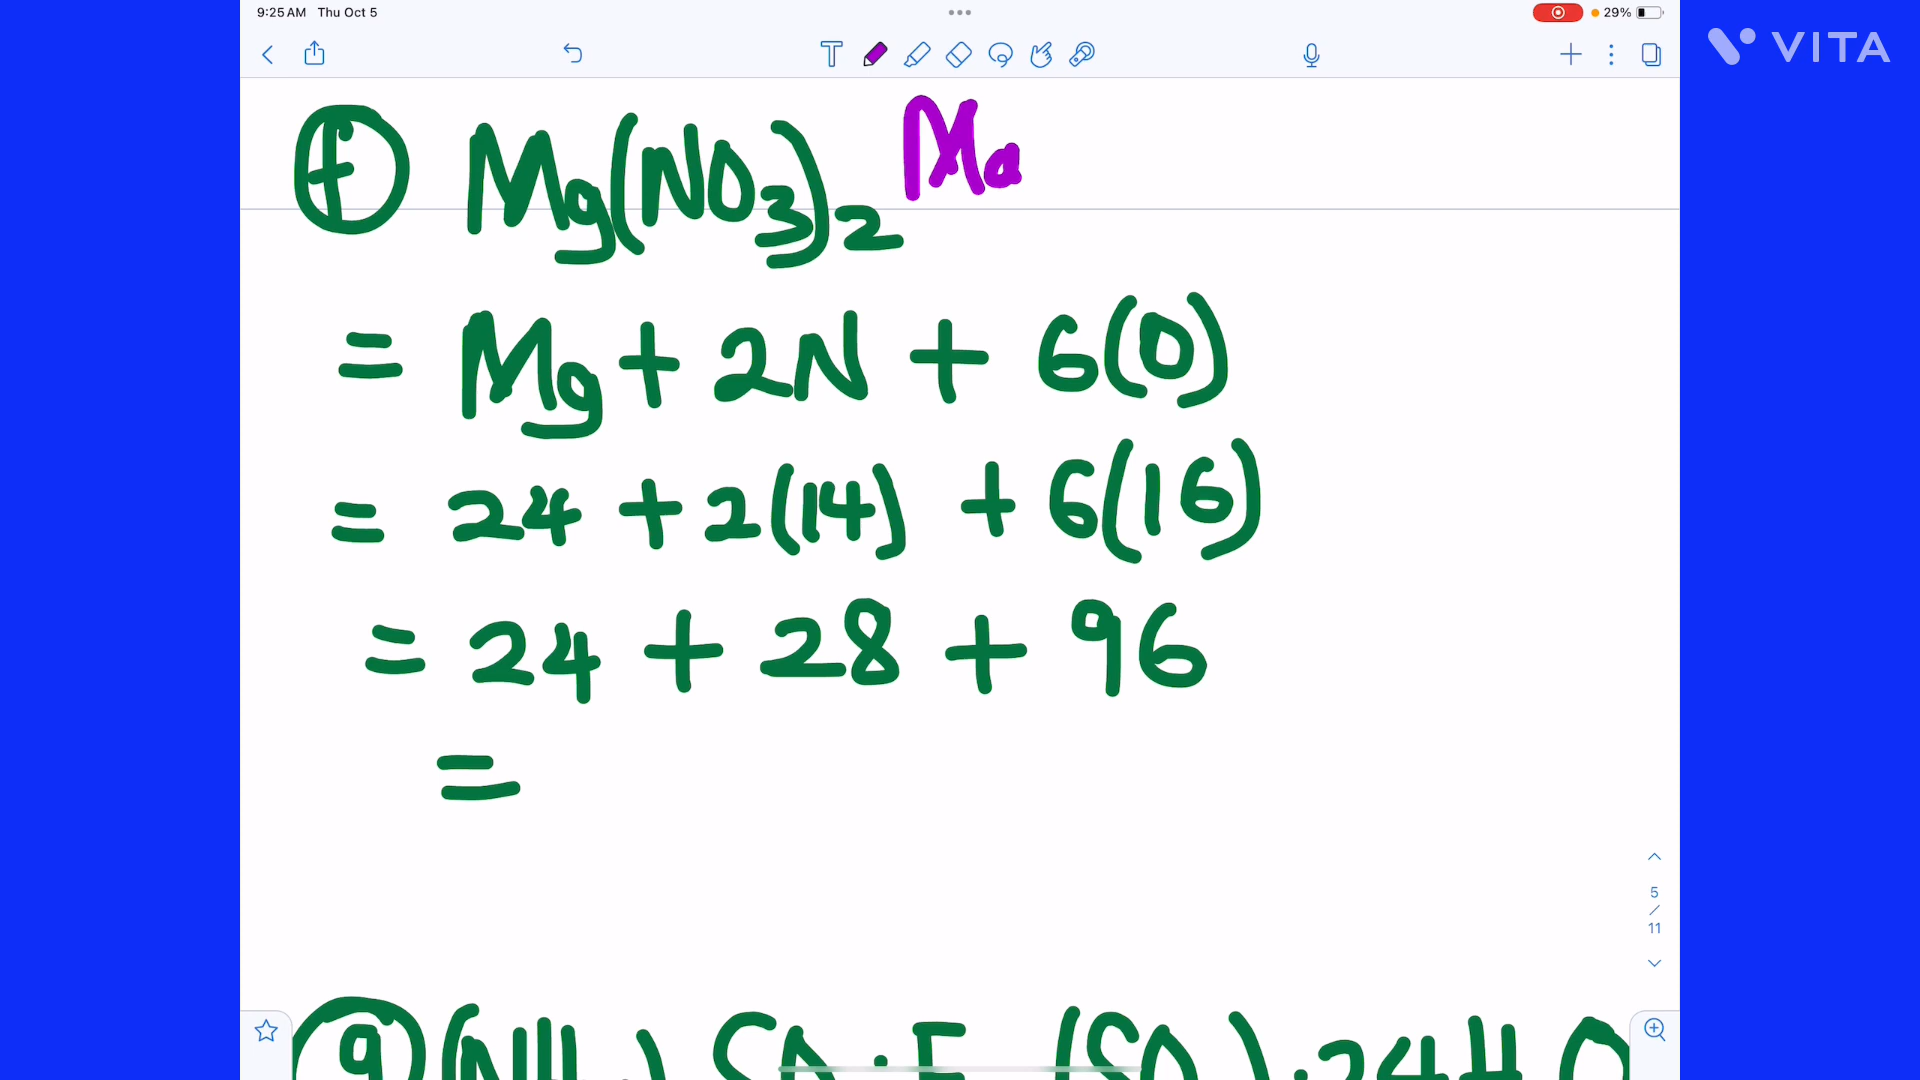 9:25 AM Thu Oct 5
29%
VITA
f Mg(NO₃)₂ Ma
= Mg + 2N + 6(O)
= 24 + 2(14) + 6(16)
= 24 + 28 + 96
=
5
/
11